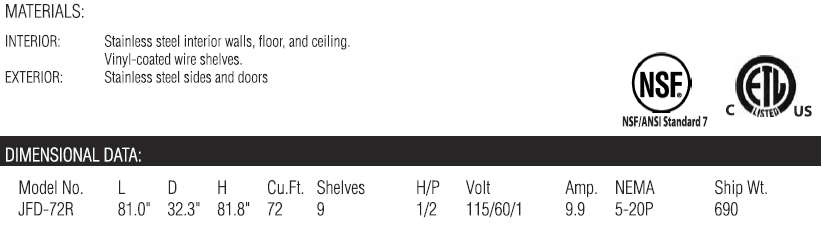 MATERIALS:
INTERIOR: Stainless steel interior walls, floor, and ceiling.
Vinyl-coated wire shelves.
EXTERIOR: Stainless steel sides and doors
NSF®
NSF/ANSI Standard 7
C ETL LISTED US
DIMENSIONAL DATA:
Model No. L D H Cu.Ft. Shelves H/P Volt Amp. NEMA Ship Wt.
JFD-72R 81.0" 32.3" 81.8" 72 9 1/2 115/60/1 9.9 5-20P 690